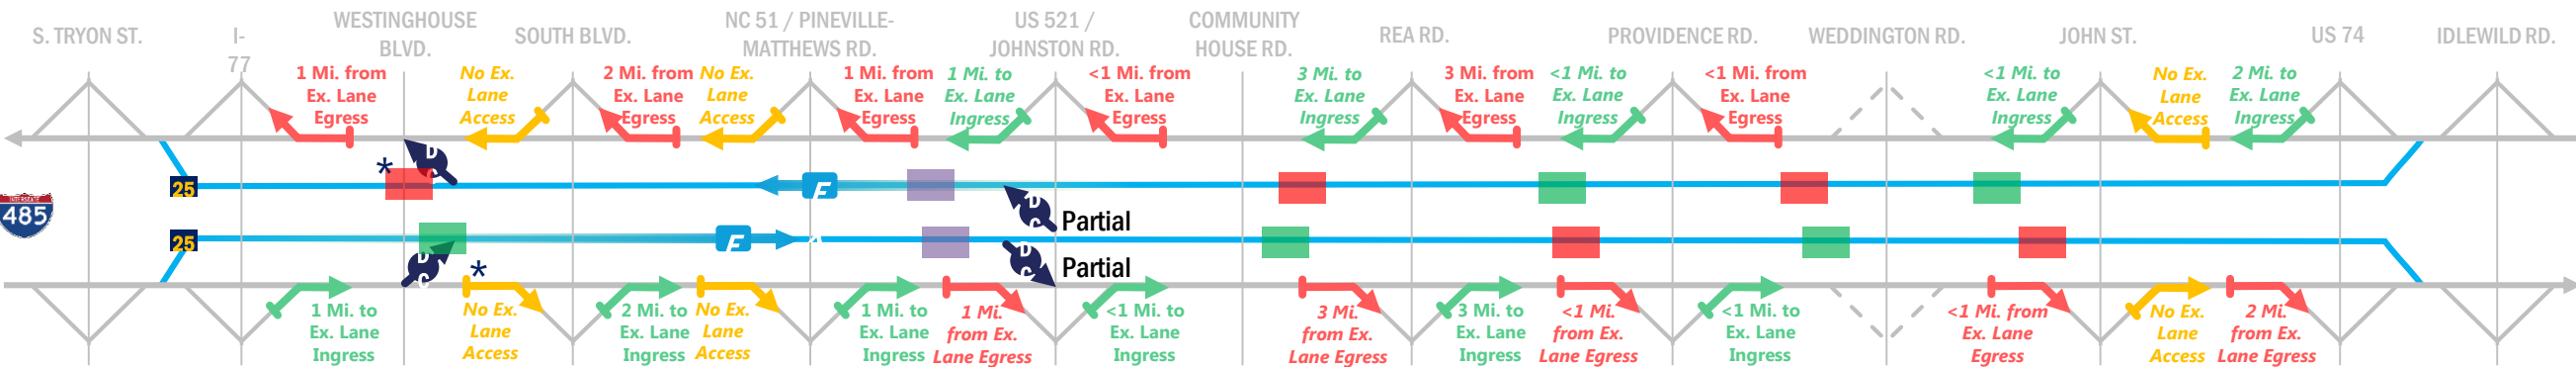 S. TRYON ST.
I-
77
WESTINGHOUSE
BLVD.
SOUTH BLVD.
NC 51 / PINEVILLE-
MATTHEWS RD.
US 521 /
JOHNSTON RD.
COMMUNITY
HOUSE RD.
REA RD.
PROVIDENCE RD.
WEDDINGTON RD.
JOHN ST.
US 74
IDLEWILD RD.
1 Mi. from
Ex. Lane
Egress
No Ex.
Lane
Access
2 Mi. from
Ex. Lane
Egress
No Ex.
Lane
Access
1 Mi. from
Ex. Lane
Egress
1 Mi. to
Ex. Lane
Ingress
<1 Mi. from
Ex. Lane
Egress
3 Mi. to
Ex. Lane
Ingress
3 Mi. from
Ex. Lane
Egress
<1 Mi. to
Ex. Lane
Ingress
<1 Mi. from
Ex. Lane
Egress
<1 Mi. to
Ex. Lane
Ingress
No Ex.
Lane
Access
2 Mi. to
Ex. Lane
Ingress
*
D
C
25
E
D
C
Partial
INTERSTATE
485
25
E
D
C
Partial
D
C
*
1 Mi. to
Ex. Lane
Ingress
No Ex.
Lane
Access
2 Mi. to
Ex. Lane
Ingress
No Ex.
Lane
Access
1 Mi. to
Ex. Lane
Ingress
1 Mi.
from Ex.
Lane Egress
<1 Mi. to
Ex. Lane
Ingress
3 Mi.
from Ex.
Lane Egress
3 Mi. to
Ex. Lane
Ingress
<1 Mi.
from Ex.
Lane Egress
<1 Mi. to
Ex. Lane
Ingress
<1 Mi. from
Ex. Lane
Egress
No Ex.
Lane
Access
2 Mi.
from Ex.
Lane Egress